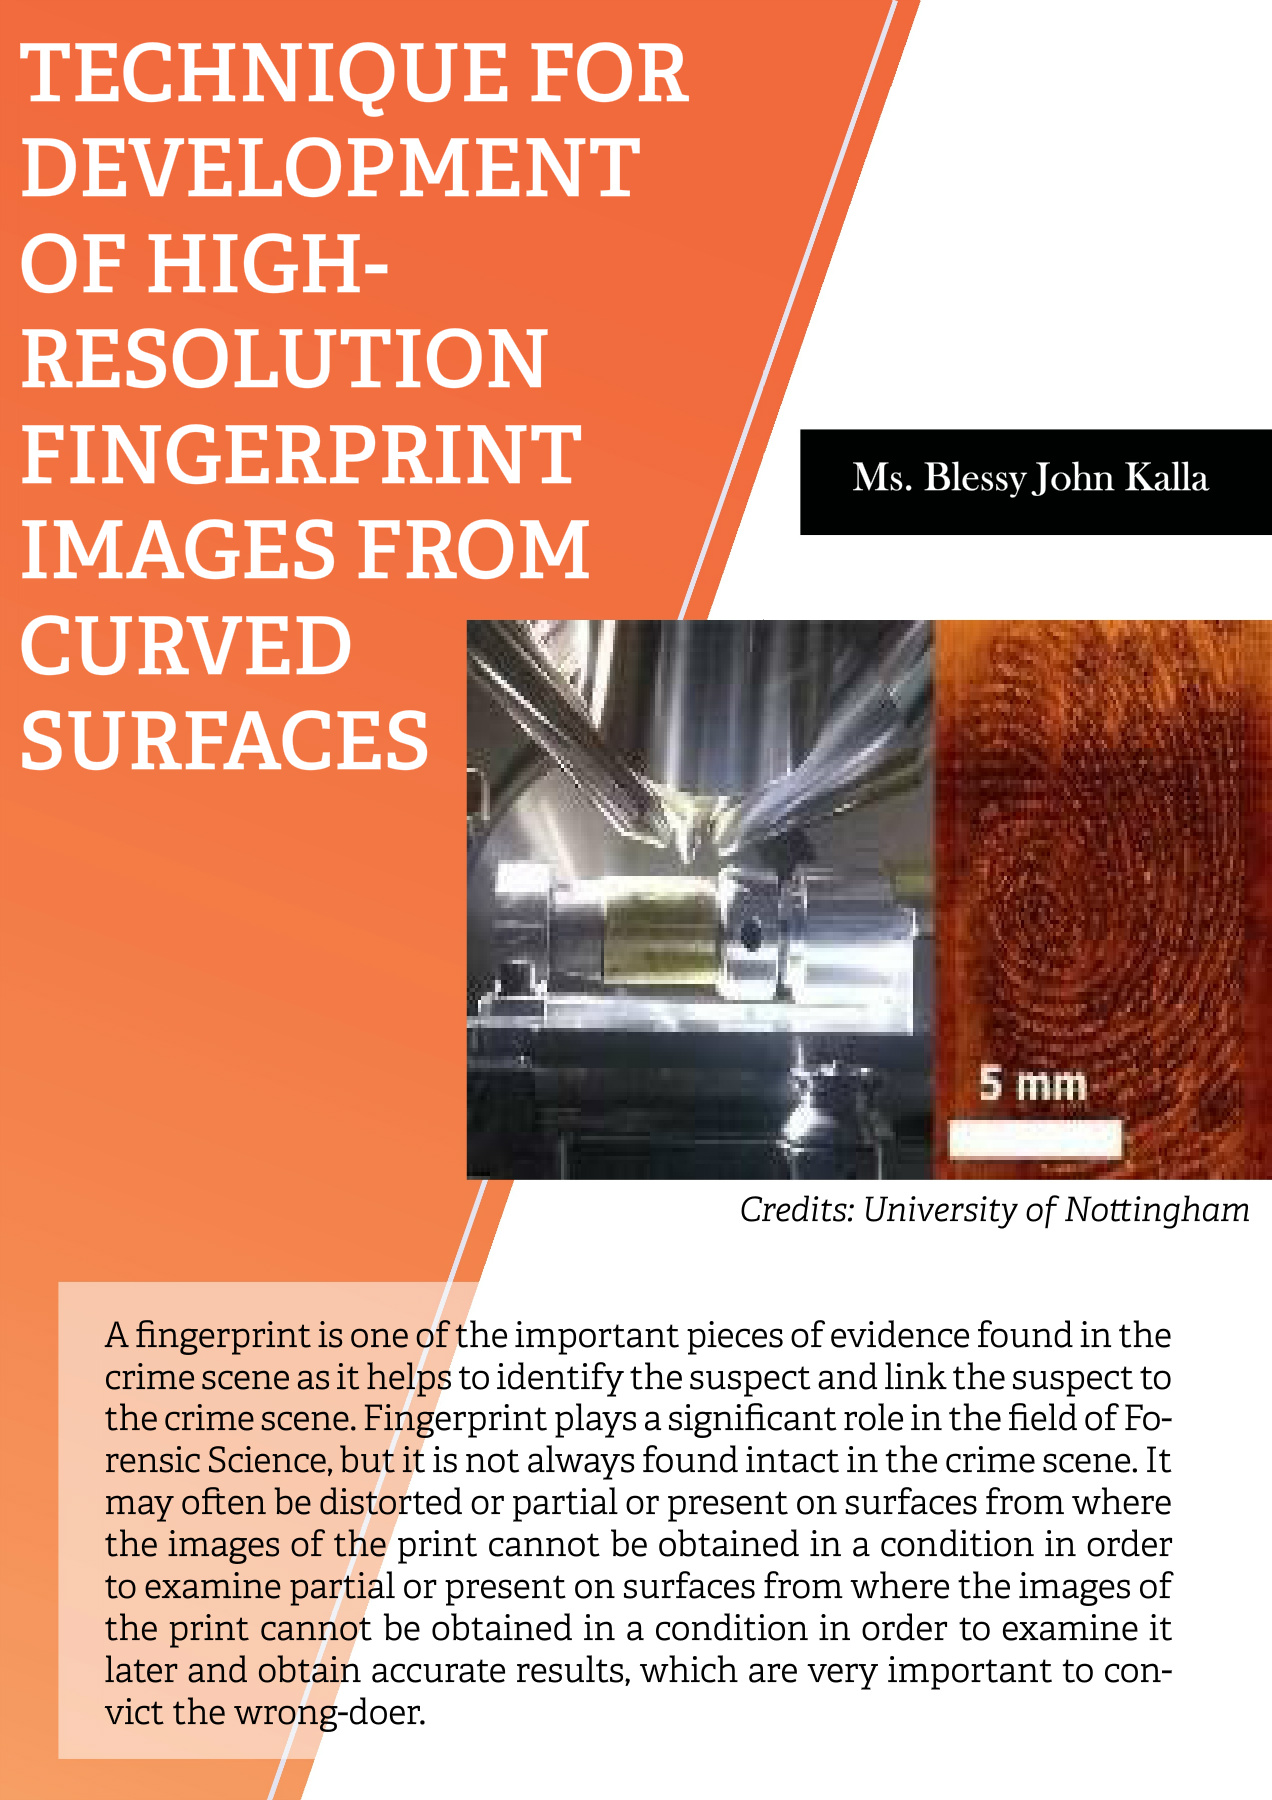 TECHNIQUE FOR
DEVELOPMENT
OF HIGH-
RESOLUTION
FINGERPRINT
IMAGES FROM
CURVED
SURFACES
Ms. Blessy John Kalla
5 mm
Credits: University of Nottingham
A fingerprint is one of the important pieces of evidence found in the
crime scene as it helps to identify the suspect and link the suspect to
the crime scene. Fingerprint plays a significant role in the field of Fo-
rensic Science, but it is not always found intact in the crime scene. It
may often be distorted or partial or present on surfaces from where
the images of the print cannot be obtained in a condition in order
to examine partial or present on surfaces from where the images of
the print cannot be obtained in a condition in order to examine it
later and obtain accurate results, which are very important to con-
vict the wrong-doer.